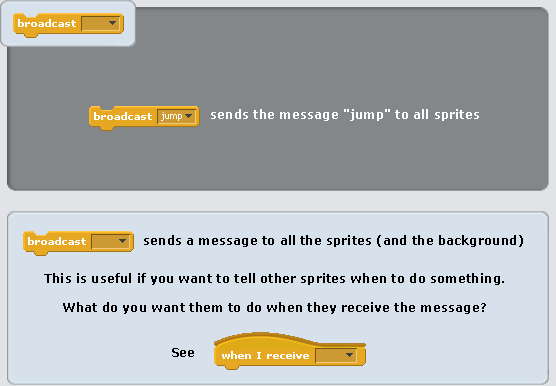 broadcast
broadcast jump sends the message "jump" to all sprites
broadcast sends a message to all the sprites (and the background)
This is useful if you want to tell other sprites when to do something.
What do you want them to do when they receive the message?
See when I receive